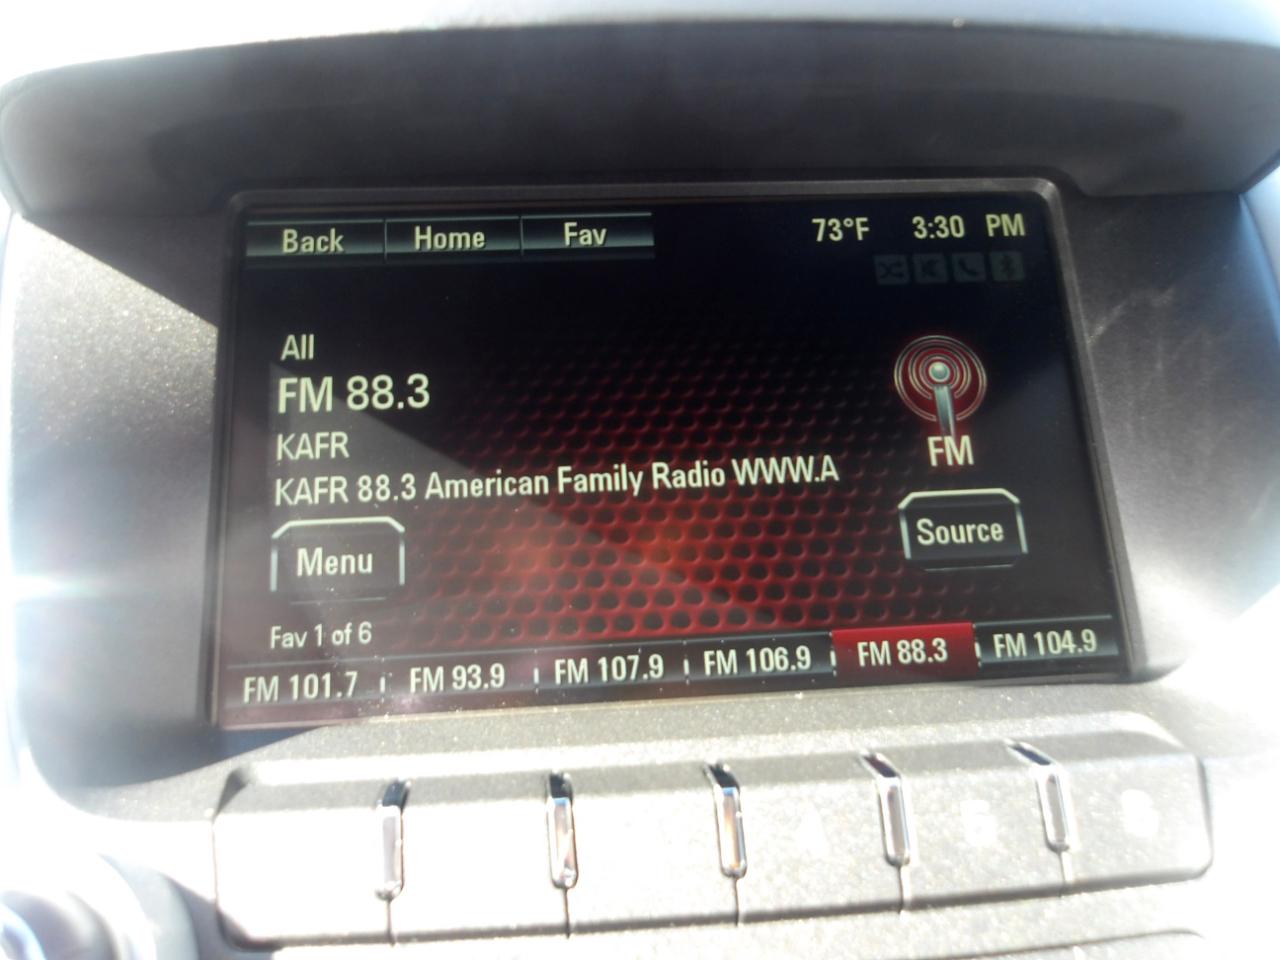 Back Home Fav 73°F 3:30 PM
All
FM 88.3
KAFR
KAFR 88.3 American Family Radio WWW.A
FM
Source
Menu
Fav 1 of 6
FM 101.7 FM 93.9 FM 107.9 FM 106.9 FM 88.3 FM 104.9
5 6